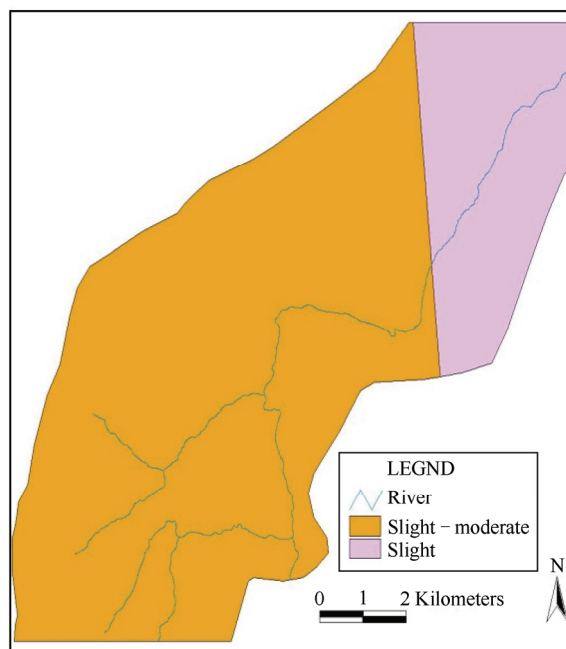 LEGND
River
Slight – moderate
Slight
N
0 1 2 Kilometers